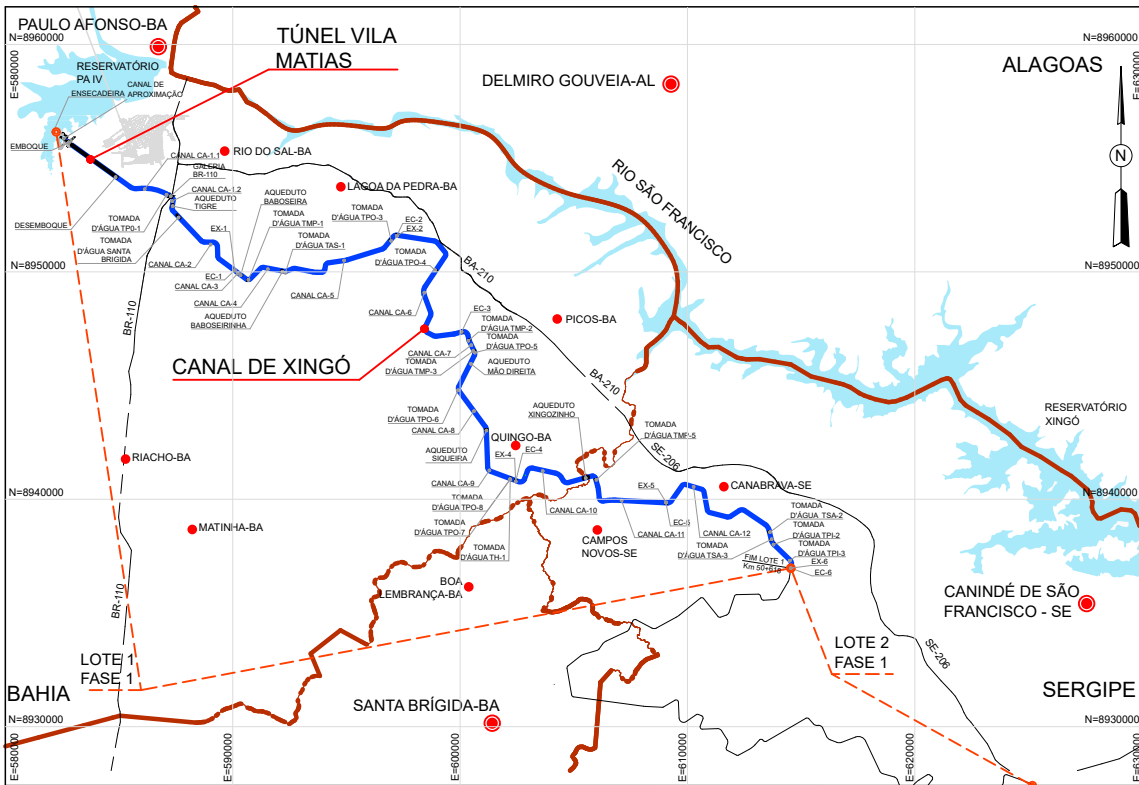 PAULO AFONSO-BA
N=8960000
N=8960000
E=580000
E=630000
TÚNEL VILA
MATIAS
RESERVATÓRIO
PA IV
ENSECADEIRA
CANAL DE
APROXIMAÇÃO
EMBOQUE
DELMIRO GOUVEIA-AL
ALAGOAS
N
RIO DO SAL-BA
CANAL CA-1.1
GALERIA
BR-110
CANAL CA-1.2
AQUEDUTO
TIGRE
LAGOA DA PEDRA-BA
RIO SÃO FRANCISCO
DESEMBOQUE
TOMADA
D'ÁGUA TPO-1
TOMADA
D'ÁGUA SANTA
BRIGIDA
CANAL CA-2
EX-1
AQUEDUTO
BABOSEIRA
TOMADA
D'ÁGUA TMP-1
TOMADA
D'ÁGUA TAS-1
TOMADA
D'ÁGUA TPO-3
EC-2
EX-2
EC-1
CANAL CA-3
CANAL CA-4
AQUEDUTO
BABOSEIRINHA
CANAL CA-5
TOMADA
D'ÁGUA TPO-4
BA-210
N=8950000
N=8950000
CANAL CA-6
EC-3
TOMADA
D'ÁGUA TMP-2
TOMADA
D'ÁGUA TPO-5
PICOS-BA
BR-110
CANAL DE XINGÓ
CANAL CA-7
TOMADA
D'ÁGUA TMP-3
AQUEDUTO
MÃO DIREITA
BA-210
TOMADA
D'ÁGUA TPO-6
CANAL CA-8
AQUEDUTO
XINGOZINHO
TOMADA
D'ÁGUA TMP-5
RESERVATÓRIO
XINGÓ
QUINGO-BA
AQUEDUTO
SIQUEIRA
EX-4
EC-4
SE-206
RIACHO-BA
CANAL CA-9
TOMADA
D'ÁGUA TPO-8
CANAL CA-10
EX-5
CANABRAVA-SE
N=8940000
N=8940000
TOMADA
D'ÁGUA TPO-7
TOMADA
D'ÁGUA TH-1
MATINHA-BA
CAMPOS
NOVOS-SE
CANAL CA-11
EC-5
CANAL CA-12
TOMADA
D'ÁGUA TSA-2
TOMADA
D'ÁGUA TPI-2
TOMADA
D'ÁGUA TSA-3
TOMADA
D'ÁGUA TPI-3
EX-6
EC-6
FIM LOTE 1
Km 50+818
BOA
LEMBRANÇA-BA
BR-110
CANINDÉ DE SÃO
FRANCISCO - SE
LOTE 1
FASE 1
LOTE 2
FASE 1
SE-206
BAHIA
SERGIPE
SANTA BRÍGIDA-BA
N=8930000
N=8930000
E=580000
E=590000
E=600000
E=610000
E=620000
E=630000